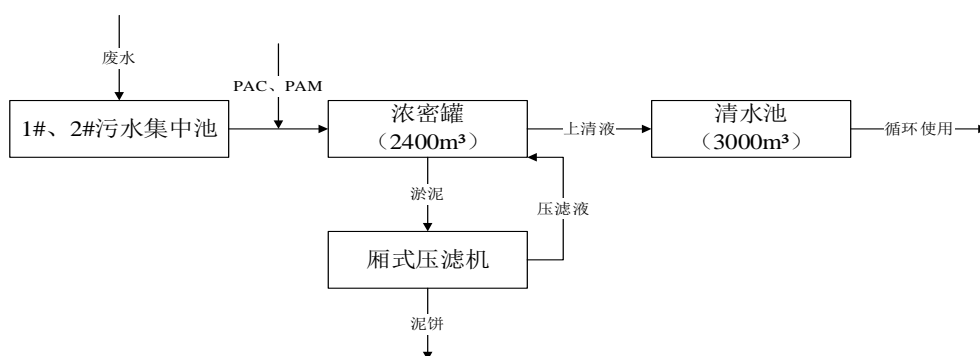 废水
PAC、PAM
1#、2#污水集中池
浓密罐
（2400m³）
上清液
清水池
（3000m³）
循环使用
淤泥
压滤液
厢式压滤机
泥饼